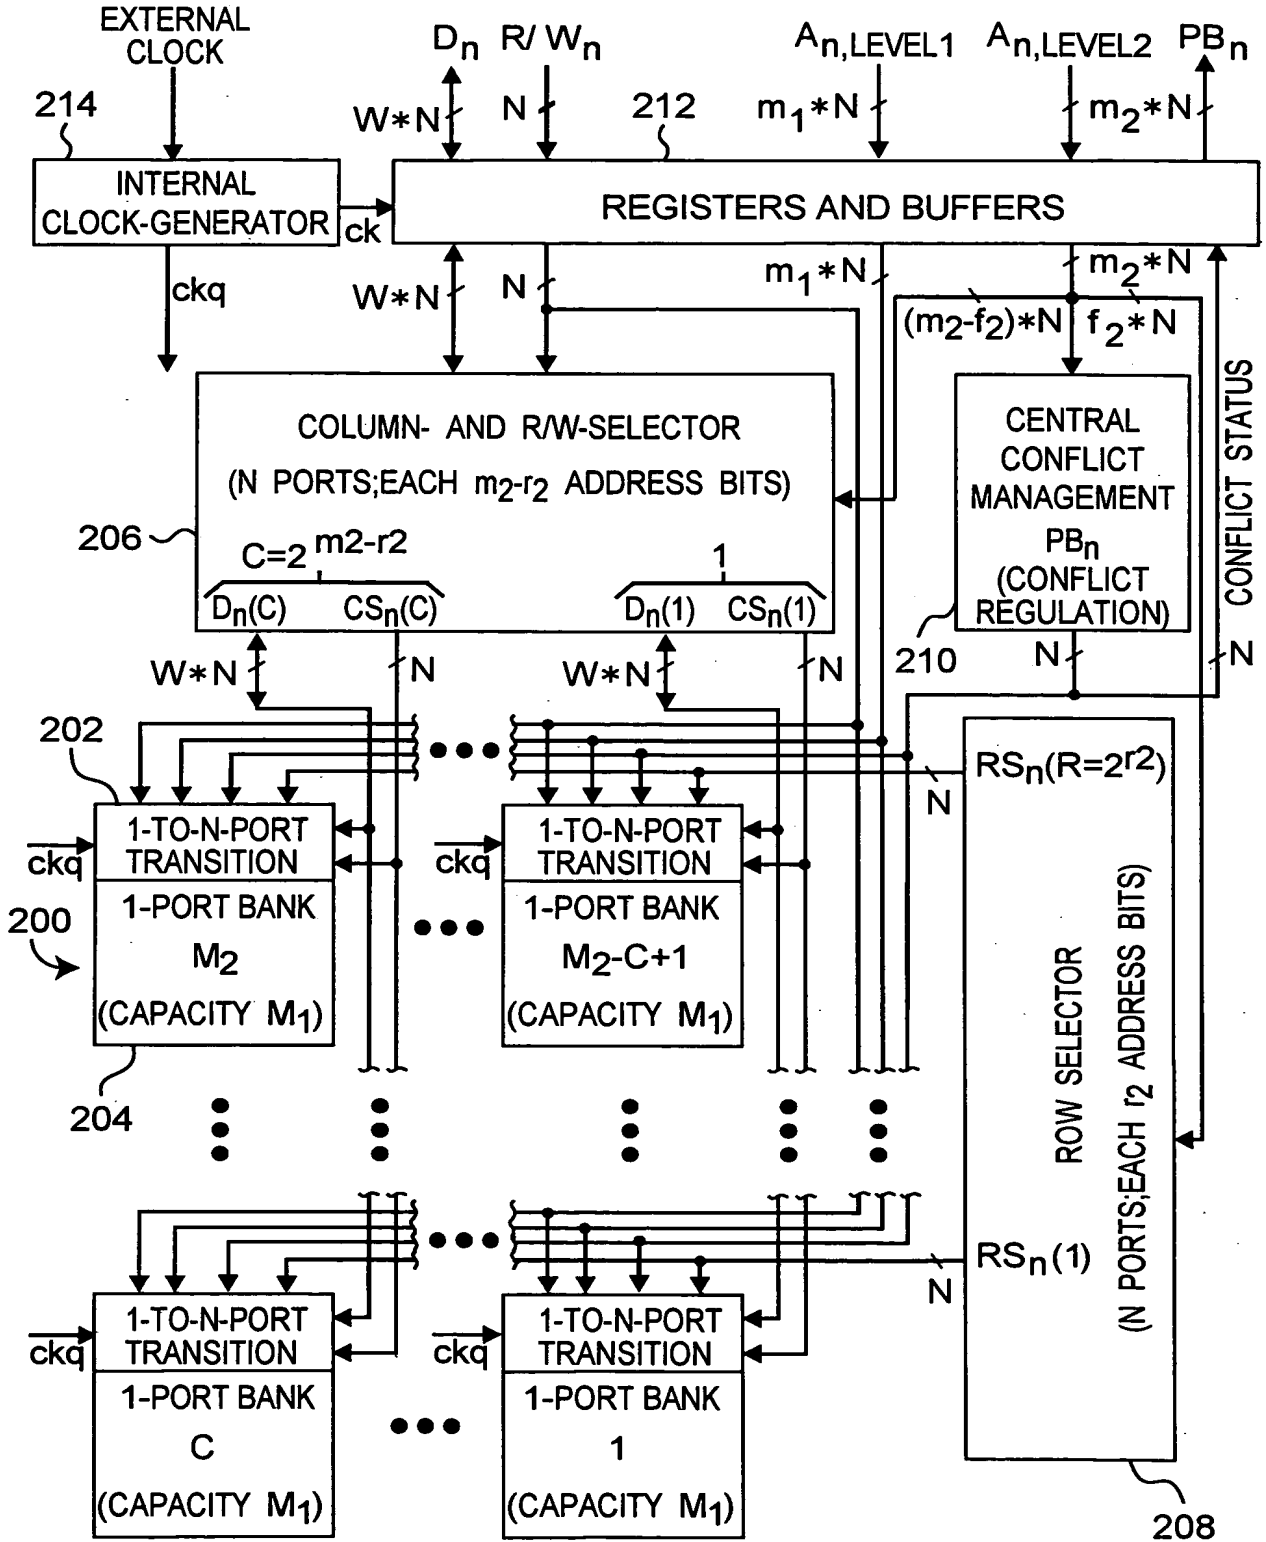 EXTERNAL
CLOCK
Dn
R/ Wn
An,LEVEL1
An,LEVEL2
PBn
214
W*N
N
212
m1*N
m2*N
INTERNAL
CLOCK-GENERATOR
ck
REGISTERS AND BUFFERS
ckq
W*N
N
m1*N
m2*N
(m2-f2)*N
f2*N
COLUMN- AND R/W-SELECTOR
(N PORTS;EACH m2-r2 ADDRESS BITS)
206
C=2 m2-r2
1
Dn(C)
CSn(C)
Dn(1)
CSn(1)
CENTRAL
CONFLICT
MANAGEMENT
PBn
(CONFLICT
REGULATION)
CONFLICT STATUS
210
W*N
N
W*N
N
N
N
202
RSn(R=2r2)
N
1-TO-N-PORT
TRANSITION
ckq
1-PORT BANK
M2
(CAPACITY M1)
1-TO-N-PORT
TRANSITION
ckq
1-PORT BANK
M2-C+1
(CAPACITY M1)
200
204
ROW SELECTOR
(N PORTS;EACH r2 ADDRESS BITS)
RSn(1)
N
1-TO-N-PORT
TRANSITION
ckq
1-PORT BANK
C
(CAPACITY M1)
1-TO-N-PORT
TRANSITION
ckq
1-PORT BANK
1
(CAPACITY M1)
208